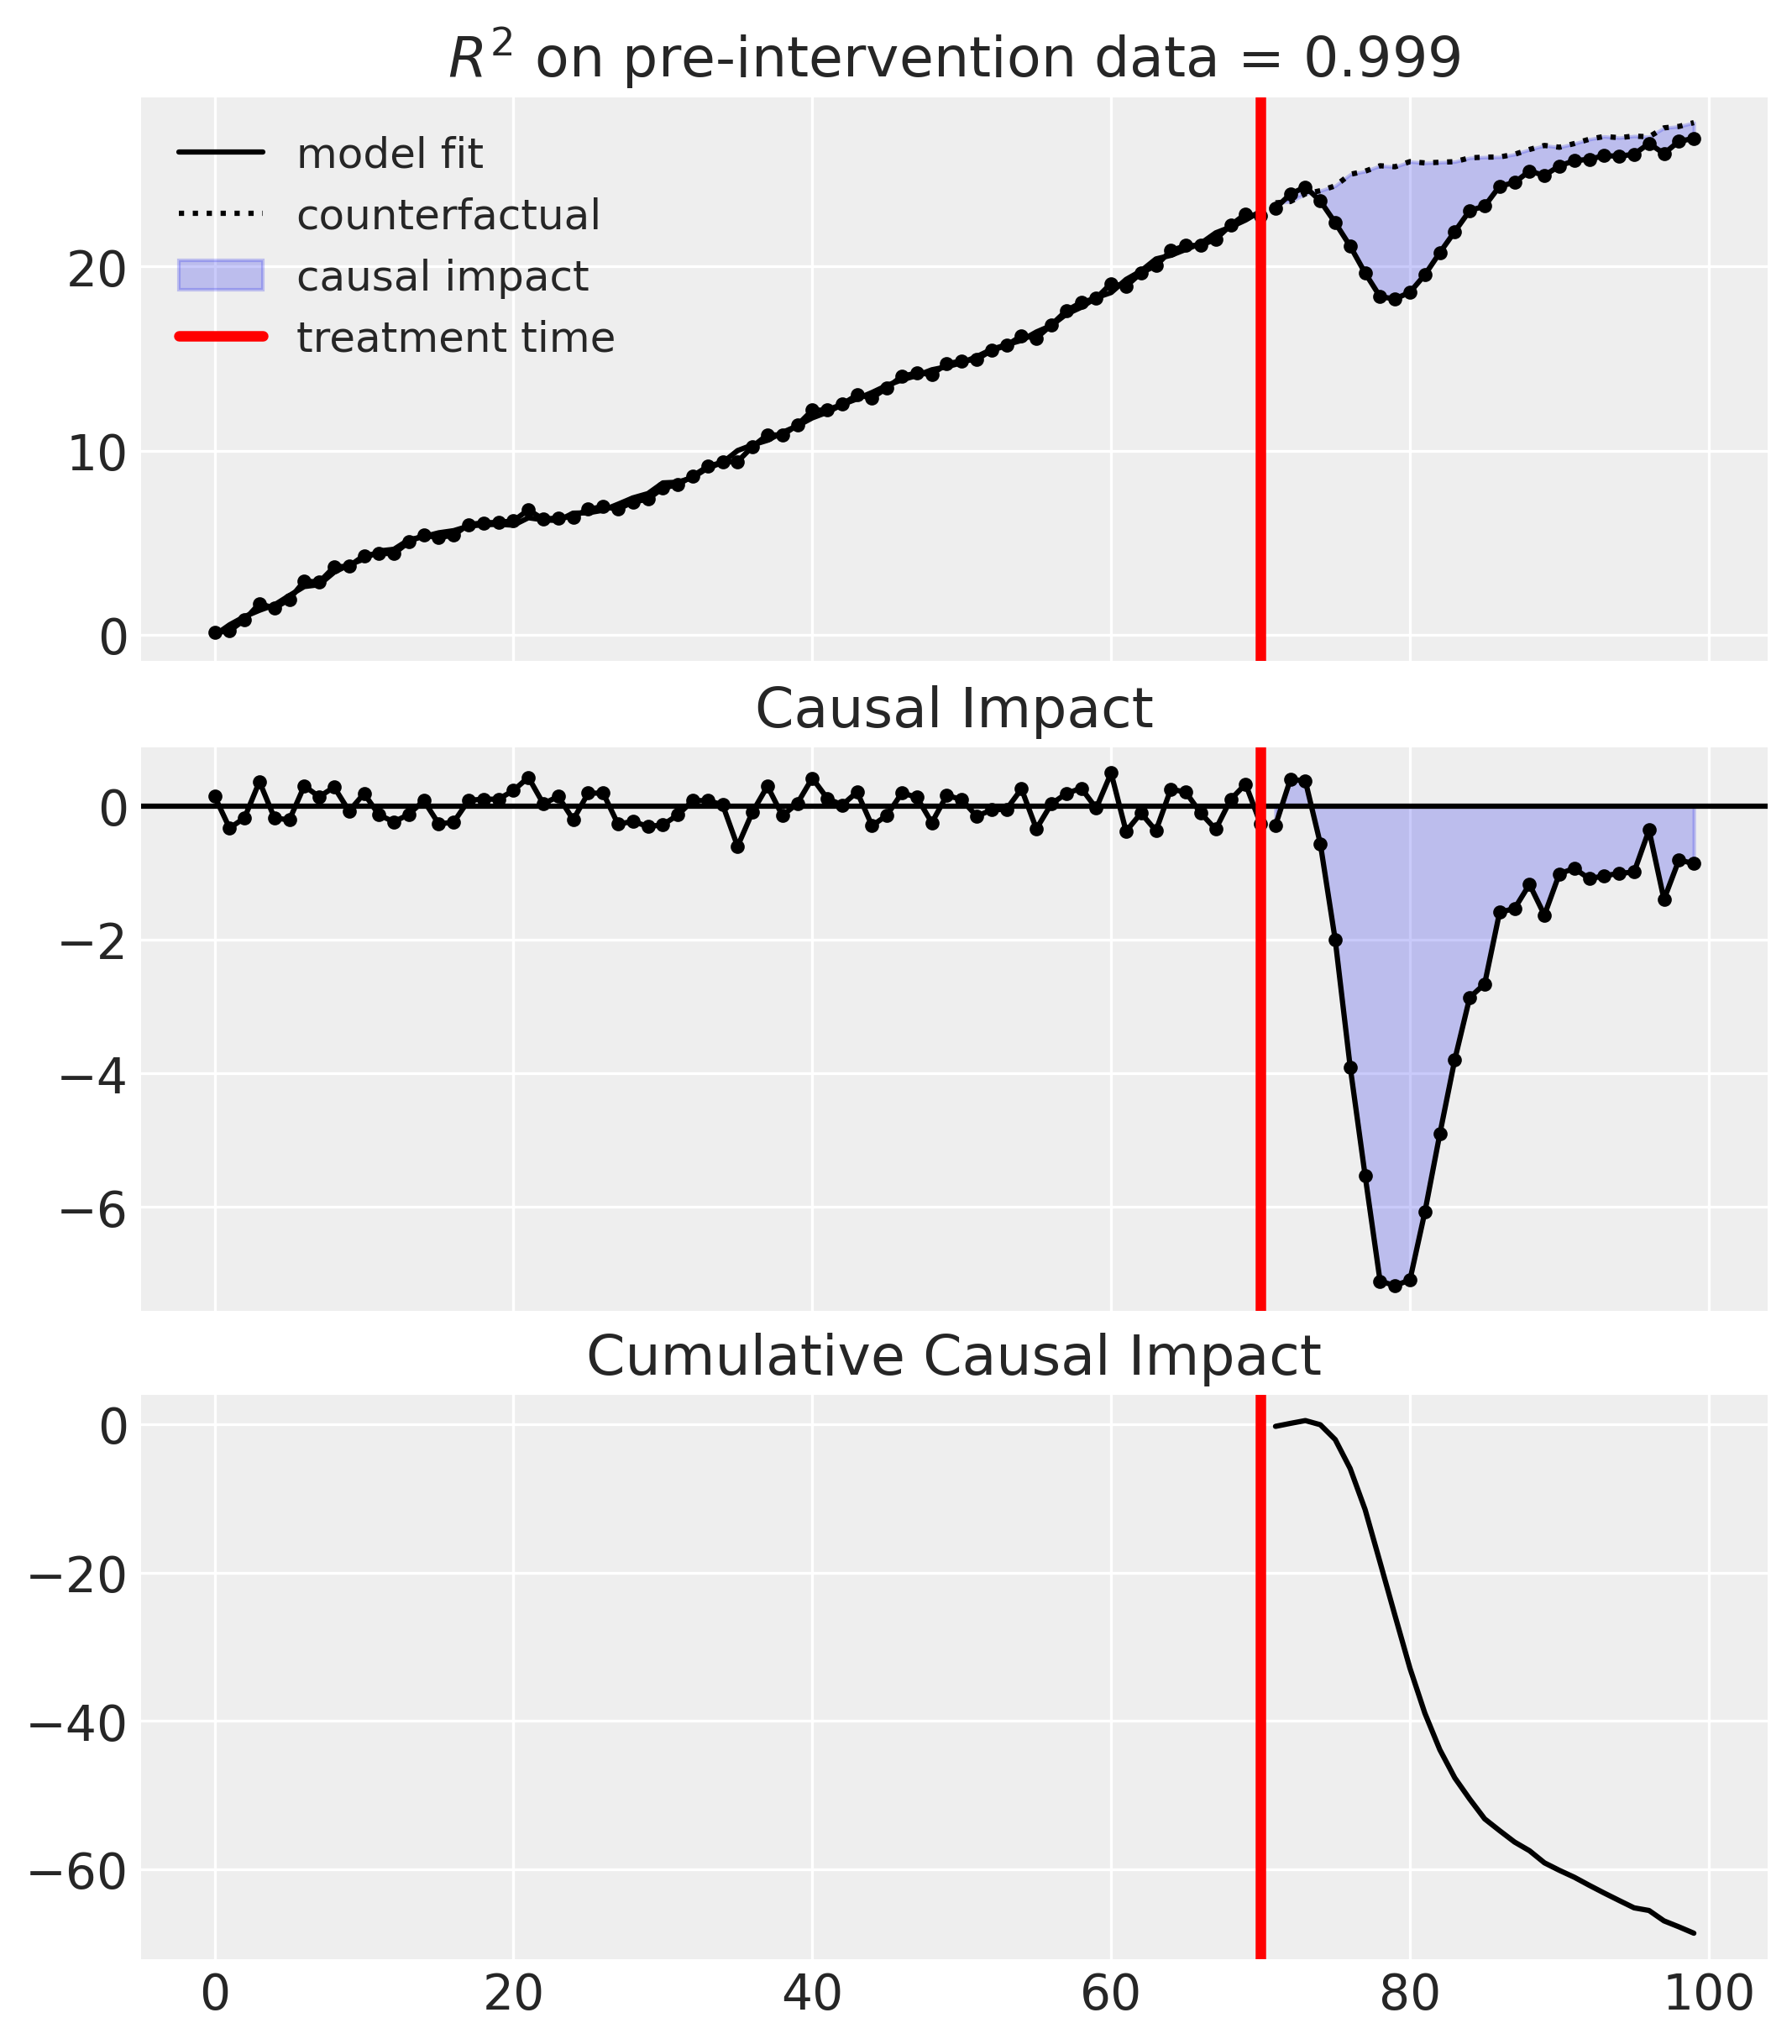 R² on pre-intervention data = 0.999
model fit
counterfactual
causal impact
treatment time
20
10
0
Causal Impact
0
−2
−4
−6
Cumulative Causal Impact
0
−20
−40
−60
0 20 40 60 80 100